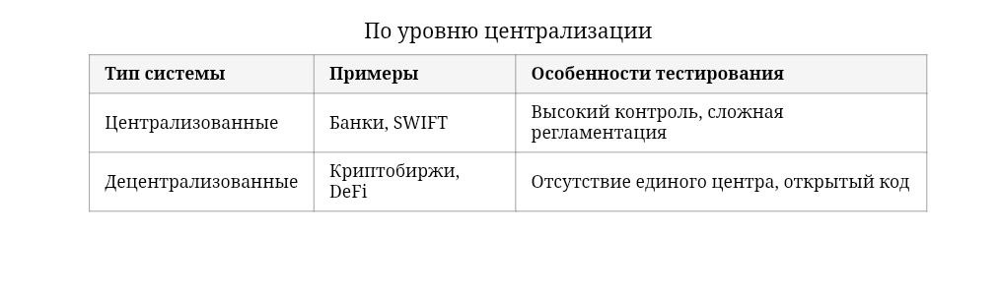 По уровню централизации
Тип системы
Примеры
Особенности тестирования
Централизованные
Банки, SWIFT
Высокий контроль, сложная
регламентация
Децентрализованные
Криптобиржи,
DeFi
Отсутствие единого центра, открытый код